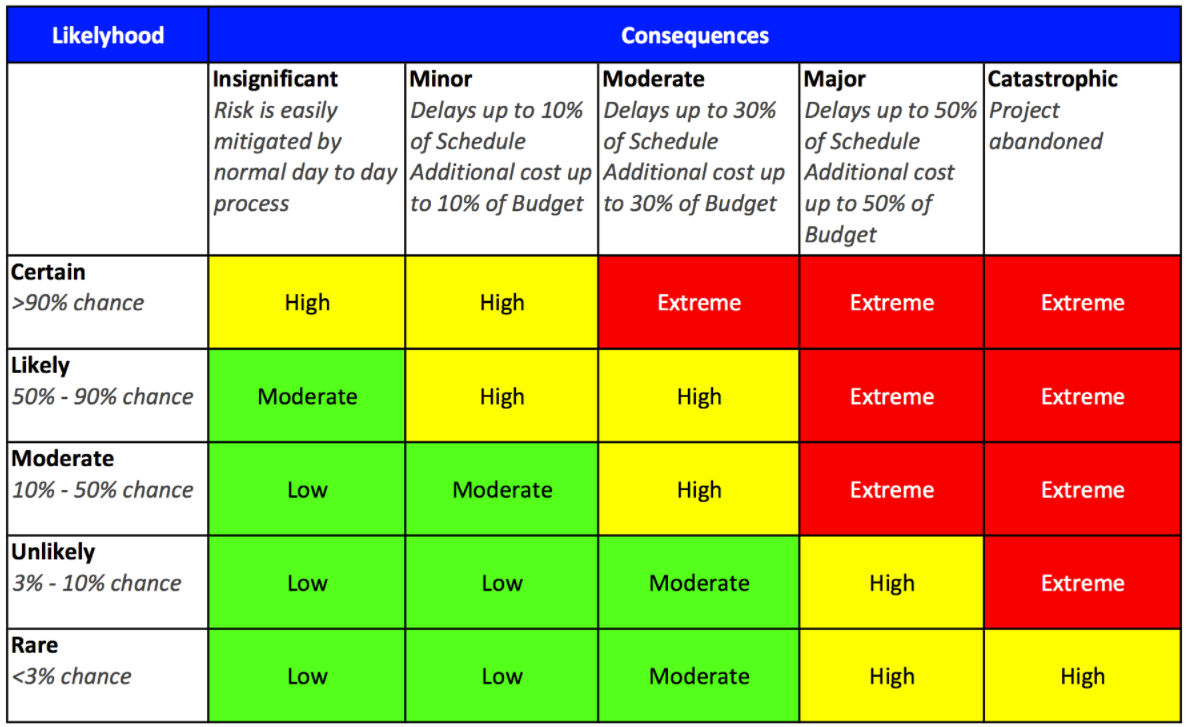 Likelyhood Consequences
Insignificant Minor Moderate Major Catastrophic
Risk is easily Delays up to 10% Delays up to 30% Delays up to 50% Project
mitigated by of Schedule of Schedule of Schedule abandoned
normal day to day Additional cost up Additional cost up Additional cost
process to 10% of Budget to 30% of Budget up to 50% of
Budget
Certain
>90% chance High High Extreme Extreme Extreme
Likely
50% - 90% chance Moderate High High Extreme Extreme
Moderate
10% - 50% chance Low Moderate High Extreme Extreme
Unlikely
3% - 10% chance Low Low Moderate High Extreme
Rare
<3% chance Low Low Moderate High High